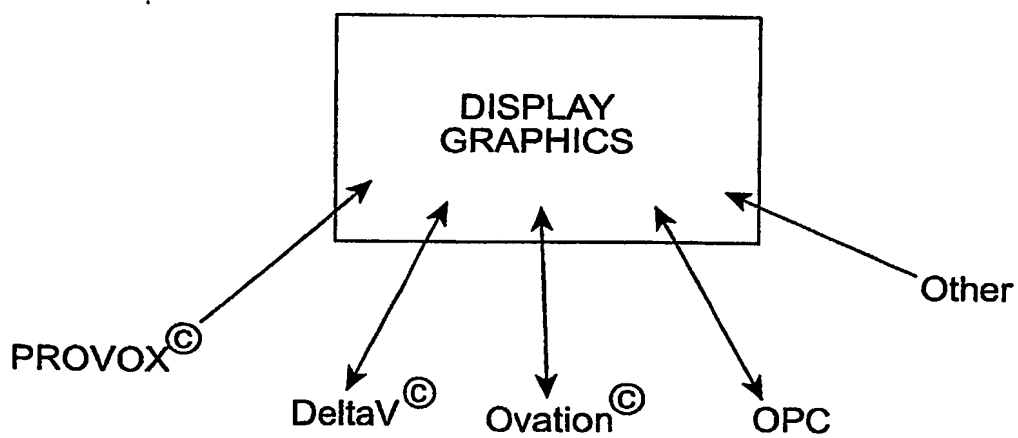 DISPLAY
GRAPHICS
Other
PROVOX©
DeltaV©
Ovation©
OPC